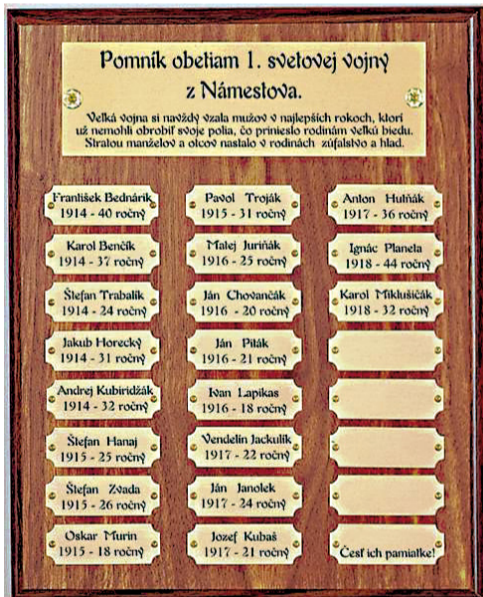 Pomník obetiam 1. svetovej vojny
z Námestova.
Veľká vojna si navždy vzala mužov v najlepších rokoch, ktorí
už nemohli obrobiť svoje polia, čo prinieslo rodinám veľkú biedu.
Stratou manželov a otcov nastalo v rodinách zúfalstvo a hlad.
František Bednárik
1914 - 40 ročný
Karol Benčík
1914 - 37 ročný
Štefan Trabalík
1914 - 24 ročný
Jakub Horecký
1914 - 31 ročný
Andrej Kubiridžák
1914 - 32 ročný
Štefan Hanaj
1915 - 25 ročný
Štefan Zvada
1915 - 26 ročný
Oskar Murín
1915 - 18 ročný
Pavol Troják
1915 - 31 ročný
Matej Juriňák
1916 - 25 ročný
Ján Chovančák
1916 - 20 ročný
Ján Piták
1916 - 21 ročný
Ivan Lapikas
1916 - 18 ročný
Vendelín Jackulík
1917 - 22 ročný
Ján Janotek
1917 - 24 ročný
Jozef Kubaš
1917 - 21 ročný
Anton Hutňák
1917 - 36 ročný
Ignác Planeta
1918 - 44 ročný
Karol Miklušičák
1918 - 32 ročný
Česť ich pamiatke!